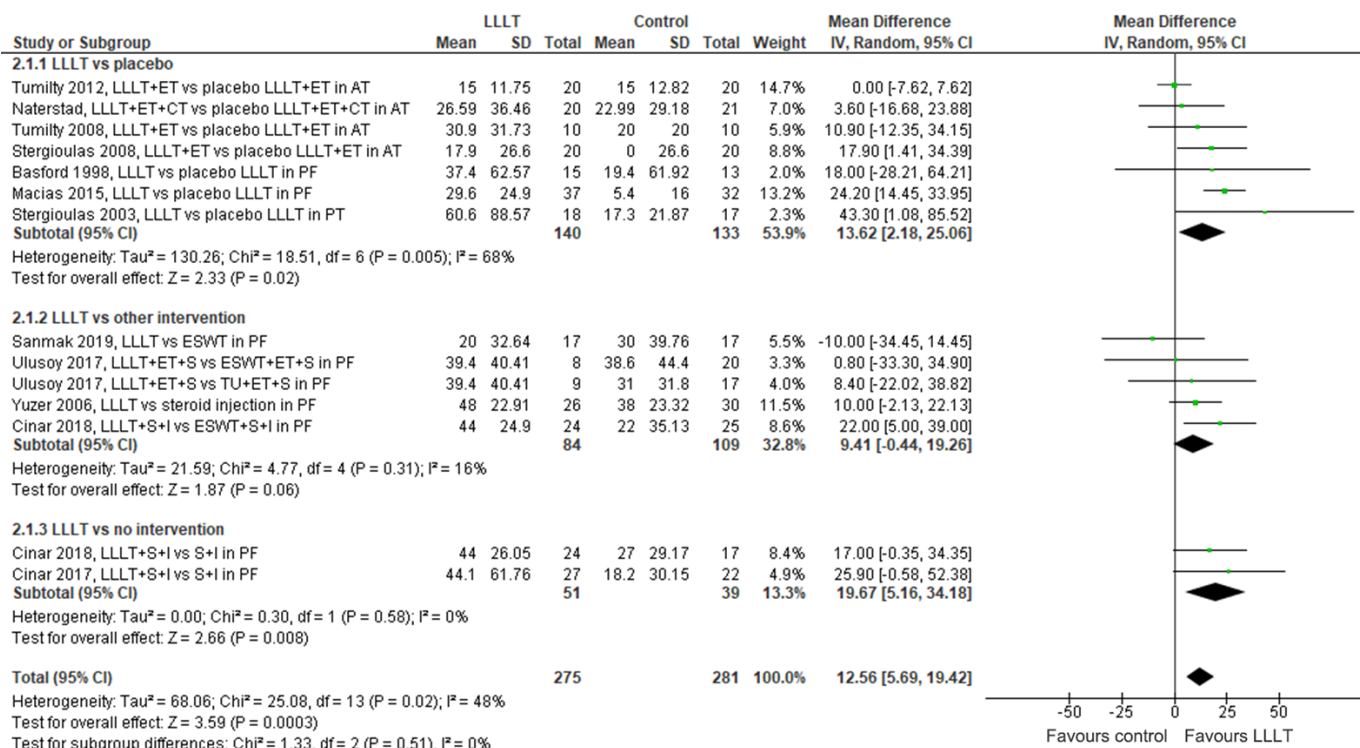 LLLT Control Mean Difference Mean Difference
Study or Subgroup Mean SD Total Mean SD Total Weight IV, Random, 95% CI IV, Random, 95% CI
2.1.1 LLLT vs placebo
Tumilty 2012, LLLT+ET vs placebo LLLT+ET in AT 15 11.75 20 15 12.82 20 14.7% 0.00 [-7.62, 7.62]
Naterstad, LLLT+ET+CT vs placebo LLLT+ET+CT in AT 26.59 36.46 20 22.99 29.18 21 7.0% 3.60 [-16.68, 23.88]
Tumilty 2008, LLLT+ET vs placebo LLLT+ET in AT 30.9 31.73 10 20 20 10 5.9% 10.90 [-12.35, 34.15]
Stergioulas 2008, LLLT+ET vs placebo LLLT+ET in AT 17.9 26.6 20 0 26.6 20 8.8% 17.90 [1.41, 34.39]
Basford 1998, LLLT vs placebo LLLT in PF 37.4 62.57 15 19.4 61.92 13 2.0% 18.00 [-28.21, 64.21]
Macias 2015, LLLT vs placebo LLLT in PF 29.6 24.9 37 5.4 16 32 13.2% 24.20 [14.45, 33.95]
Stergioulas 2003, LLLT vs placebo LLLT in PT 60.6 88.57 18 17.3 21.87 17 2.3% 43.30 [1.08, 85.52]
Subtotal (95% CI) 140 133 53.9% 13.62 [2.18, 25.06]
Heterogeneity: Tau² = 130.26; Chi² = 18.51, df = 6 (P = 0.005); I² = 68%
Test for overall effect: Z = 2.33 (P = 0.02)
2.1.2 LLLT vs other intervention
Sanmak 2019, LLLT vs ESWT in PF 20 32.64 17 30 39.76 17 5.5% -10.00 [-34.45, 14.45]
Ulusoy 2017, LLLT+ET+S vs ESWT+ET+S in PF 39.4 40.41 8 38.6 44.4 20 3.3% 0.80 [-33.30, 34.90]
Ulusoy 2017, LLLT+ET+S vs TU+ET+S in PF 39.4 40.41 9 31 31.8 17 4.0% 8.40 [-22.02, 38.82]
Yuzer 2006, LLLT vs steroid injection in PF 48 22.91 26 38 23.32 30 11.5% 10.00 [-2.13, 22.13]
Cinar 2018, LLLT+S+I vs ESWT+S+I in PF 44 24.9 24 22 35.13 25 8.6% 22.00 [5.00, 39.00]
Subtotal (95% CI) 84 109 32.8% 9.41 [-0.44, 19.26]
Heterogeneity: Tau² = 21.59; Chi² = 4.77, df = 4 (P = 0.31); I² = 16%
Test for overall effect: Z = 1.87 (P = 0.06)
2.1.3 LLLT vs no intervention
Cinar 2018, LLLT+S+I vs S+I in PF 44 26.05 24 27 29.17 17 8.4% 17.00 [-0.35, 34.35]
Cinar 2017, LLLT+S+I vs S+I in PF 44.1 61.76 27 18.2 30.15 22 4.9% 25.90 [-0.58, 52.38]
Subtotal (95% CI) 51 39 13.3% 19.67 [5.16, 34.18]
Heterogeneity: Tau² = 0.00; Chi² = 0.30, df = 1 (P = 0.58); I² = 0%
Test for overall effect: Z = 2.66 (P = 0.008)
Total (95% CI) 275 281 100.0% 12.56 [5.69, 19.42]
Heterogeneity: Tau² = 68.06; Chi² = 25.08, df = 13 (P = 0.02); I² = 48%
Test for overall effect: Z = 3.59 (P = 0.0003)
Test for subgroup differences: Chi² = 1.33, df = 2 (P = 0.51), I² = 0%
-50 -25 0 25 50
Favours control Favours LLLT